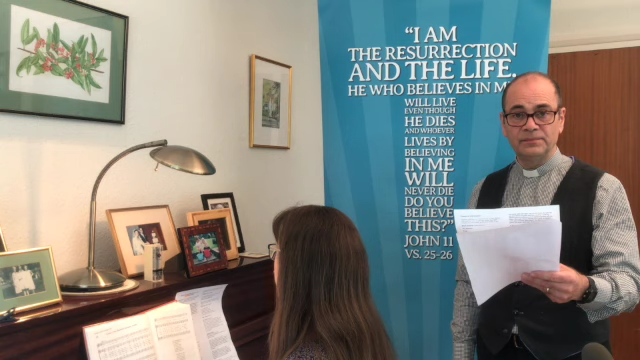 "I AM
THE RESURRECTION
AND THE LIFE.
HE WHO BELIEVES IN
WILL LIVE
EVEN THOUGH
HE DIES
AND WHOEVER
LIVES BY
BELIEVING
IN ME
WILL
NEVER DIE
DO YOU
BELIEVE
THIS?"
JOHN 11
VS. 25-26